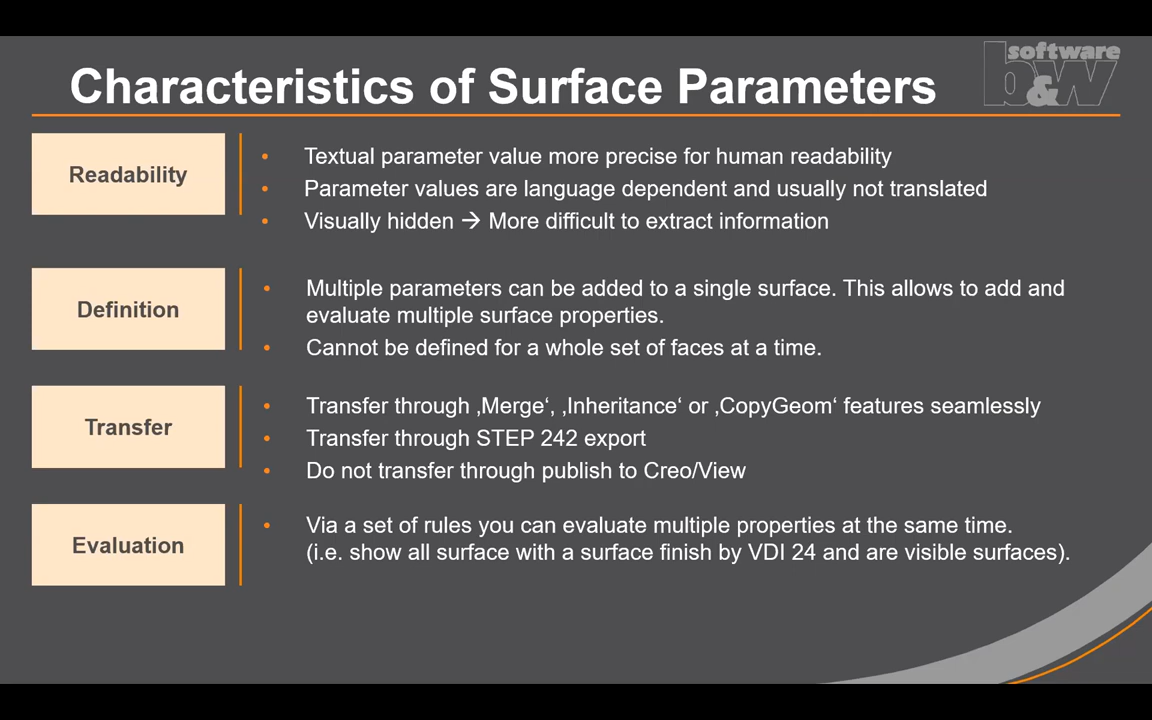 software
b&w
Characteristics of Surface Parameters
Readability
• Textual parameter value more precise for human readability
• Parameter values are language dependent and usually not translated
• Visually hidden → More difficult to extract information
Definition
• Multiple parameters can be added to a single surface. This allows to add and
evaluate multiple surface properties.
• Cannot be defined for a whole set of faces at a time.
Transfer
• Transfer through ‚Merge‘, ‚Inheritance‘ or ‚CopyGeom‘ features seamlessly
• Transfer through STEP 242 export
• Do not transfer through publish to Creo/View
Evaluation
• Via a set of rules you can evaluate multiple properties at the same time.
(i.e. show all surface with a surface finish by VDI 24 and are visible surfaces).